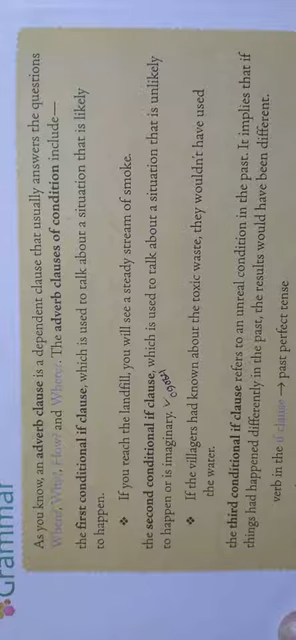 Grammar
As you know, an adverb clause is a dependent clause that usually answers the questions
When?, Why?, How? and Where?. The adverb clauses of condition include—
the first conditional if clause, which is used to talk about a situation that is likely
to happen.
❖ If you reach the landfill, you will see a steady stream of smoke.
the second conditional if clause, which is used to talk about a situation that is unlikely
to happen or is imaginary.
❖ If the villagers had known about the toxic waste, they wouldn't have used
the water.
the third conditional if clause refers to an unreal condition in the past. It implies that if
things had happened differently in the past, the results would have been different.
verb in the if clause → past perfect tense